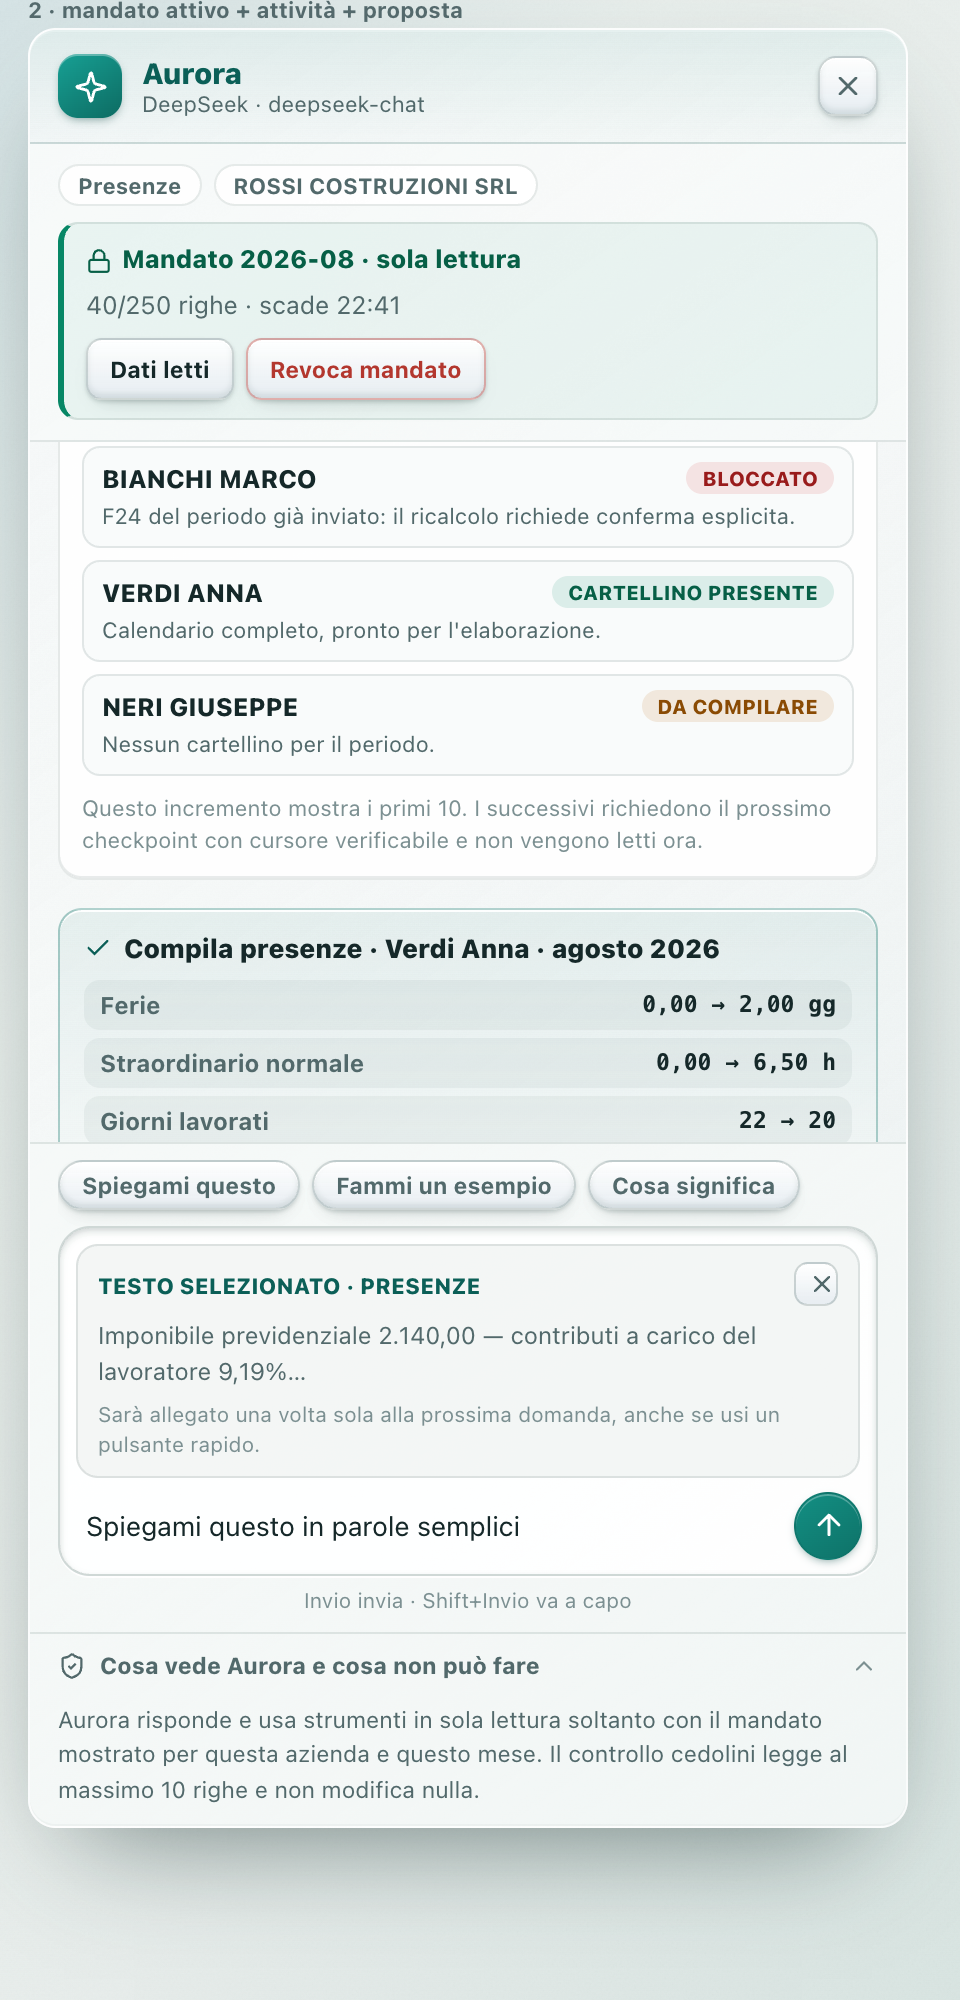 2 · mandato attivo + attività + proposta
Aurora
DeepSeek · deepseek-chat
Presenze
ROSSI COSTRUZIONI SRL
Mandato 2026-08 · sola lettura
40/250 righe · scade 22:41
Dati letti
Revoca mandato
BIANCHI MARCO
BLOCCATO
F24 del periodo già inviato: il ricalcolo richiede conferma esplicita.
VERDI ANNA
CARTELLINO PRESENTE
Calendario completo, pronto per l'elaborazione.
NERI GIUSEPPE
DA COMPILARE
Nessun cartellino per il periodo.
Questo incremento mostra i primi 10. I successivi richiedono il prossimo
checkpoint con cursore verificabile e non vengono letti ora.
Compila presenze · Verdi Anna · agosto 2026
Ferie 0,00 → 2,00 gg
Straordinario normale 0,00 → 6,50 h
Giorni lavorati 22 → 20
Spiegami questo
Fammi un esempio
Cosa significa
TESTO SELEZIONATO · PRESENZE
Imponibile previdenziale 2.140,00 — contributi a carico del
lavoratore 9,19%…
Sarà allegato una volta sola alla prossima domanda, anche se usi un
pulsante rapido.
Spiegami questo in parole semplici
Invio invia · Shift+Invio va a capo
Cosa vede Aurora e cosa non può fare
Aurora risponde e usa strumenti in sola lettura soltanto con il mandato
mostrato per questa azienda e questo mese. Il controllo cedolini legge al
massimo 10 righe e non modifica nulla.